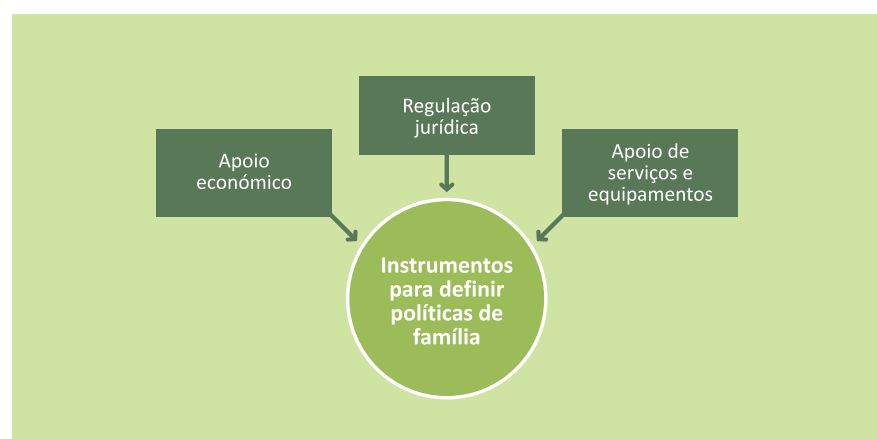 Apoio
económico
Regulação
jurídica
Apoio de
serviços e
equipamentos
Instrumentos
para definir
políticas de
família